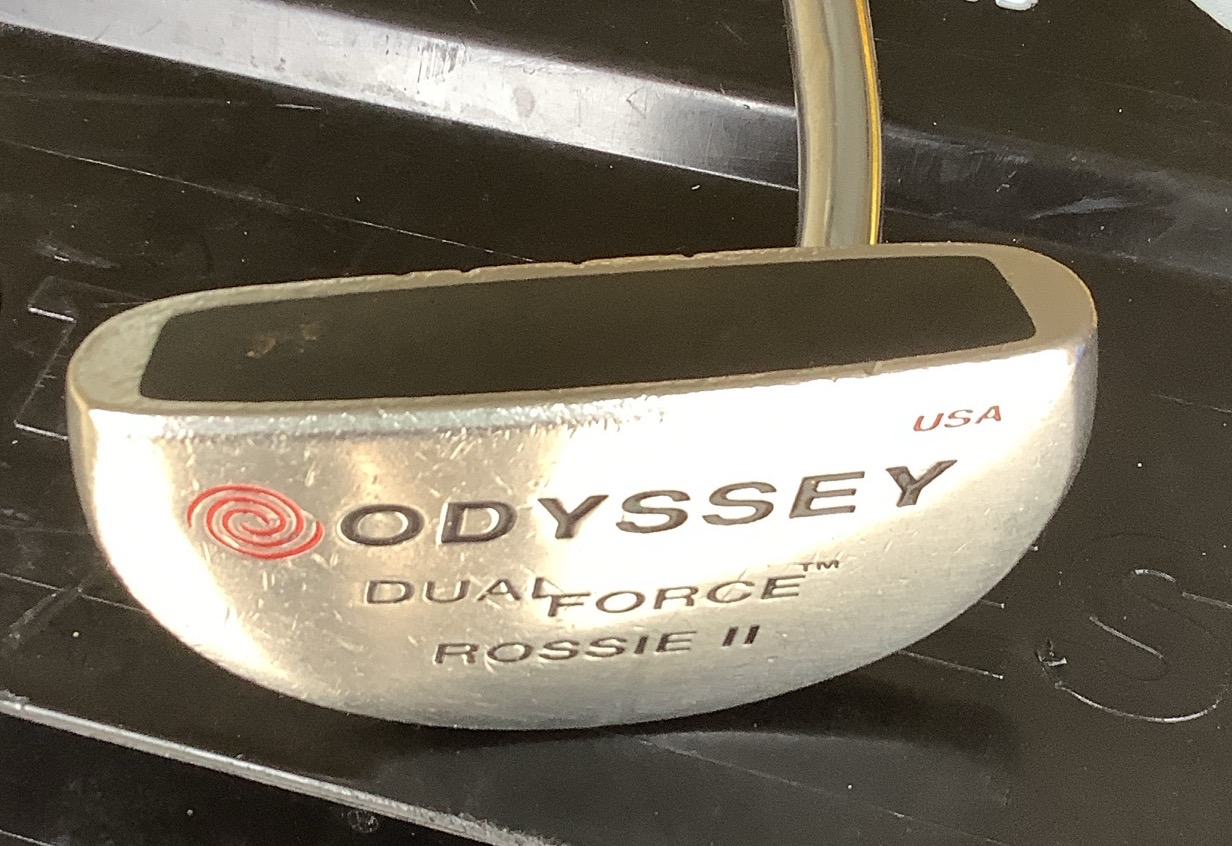 USA
ODYSSEY
DUAL FORCE™
ROSSIE II